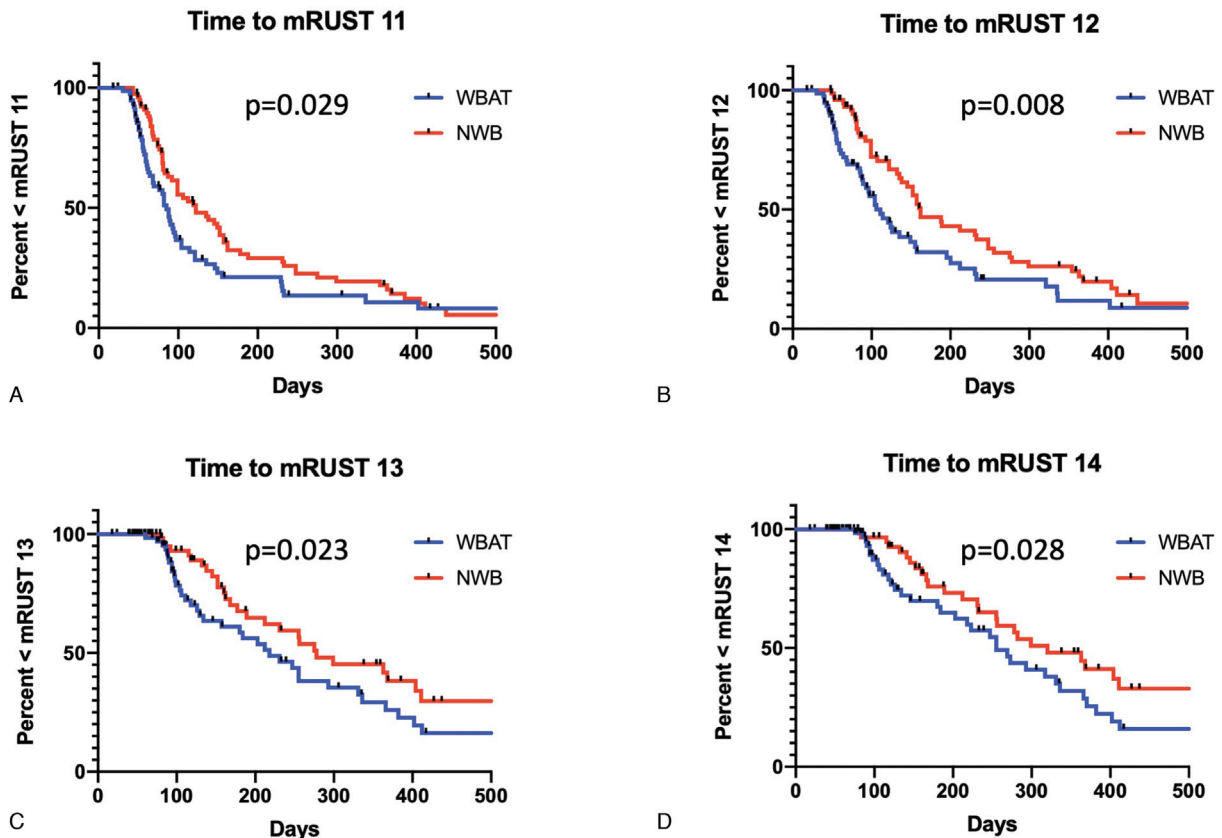 Time to mRUST 11
Percent < mRUST 11
100
50
0
p=0.029
WBAT
NWB
0 100 200 300 400 500
Days
A
Time to mRUST 12
Percent < mRUST 12
100
50
0
p=0.008
WBAT
NWB
0 100 200 300 400 500
Days
B
Time to mRUST 13
Percent < mRUST 13
100
50
0
p=0.023
WBAT
NWB
0 100 200 300 400 500
Days
C
Time to mRUST 14
Percent < mRUST 14
100
50
0
p=0.028
WBAT
NWB
0 100 200 300 400 500
Days
D